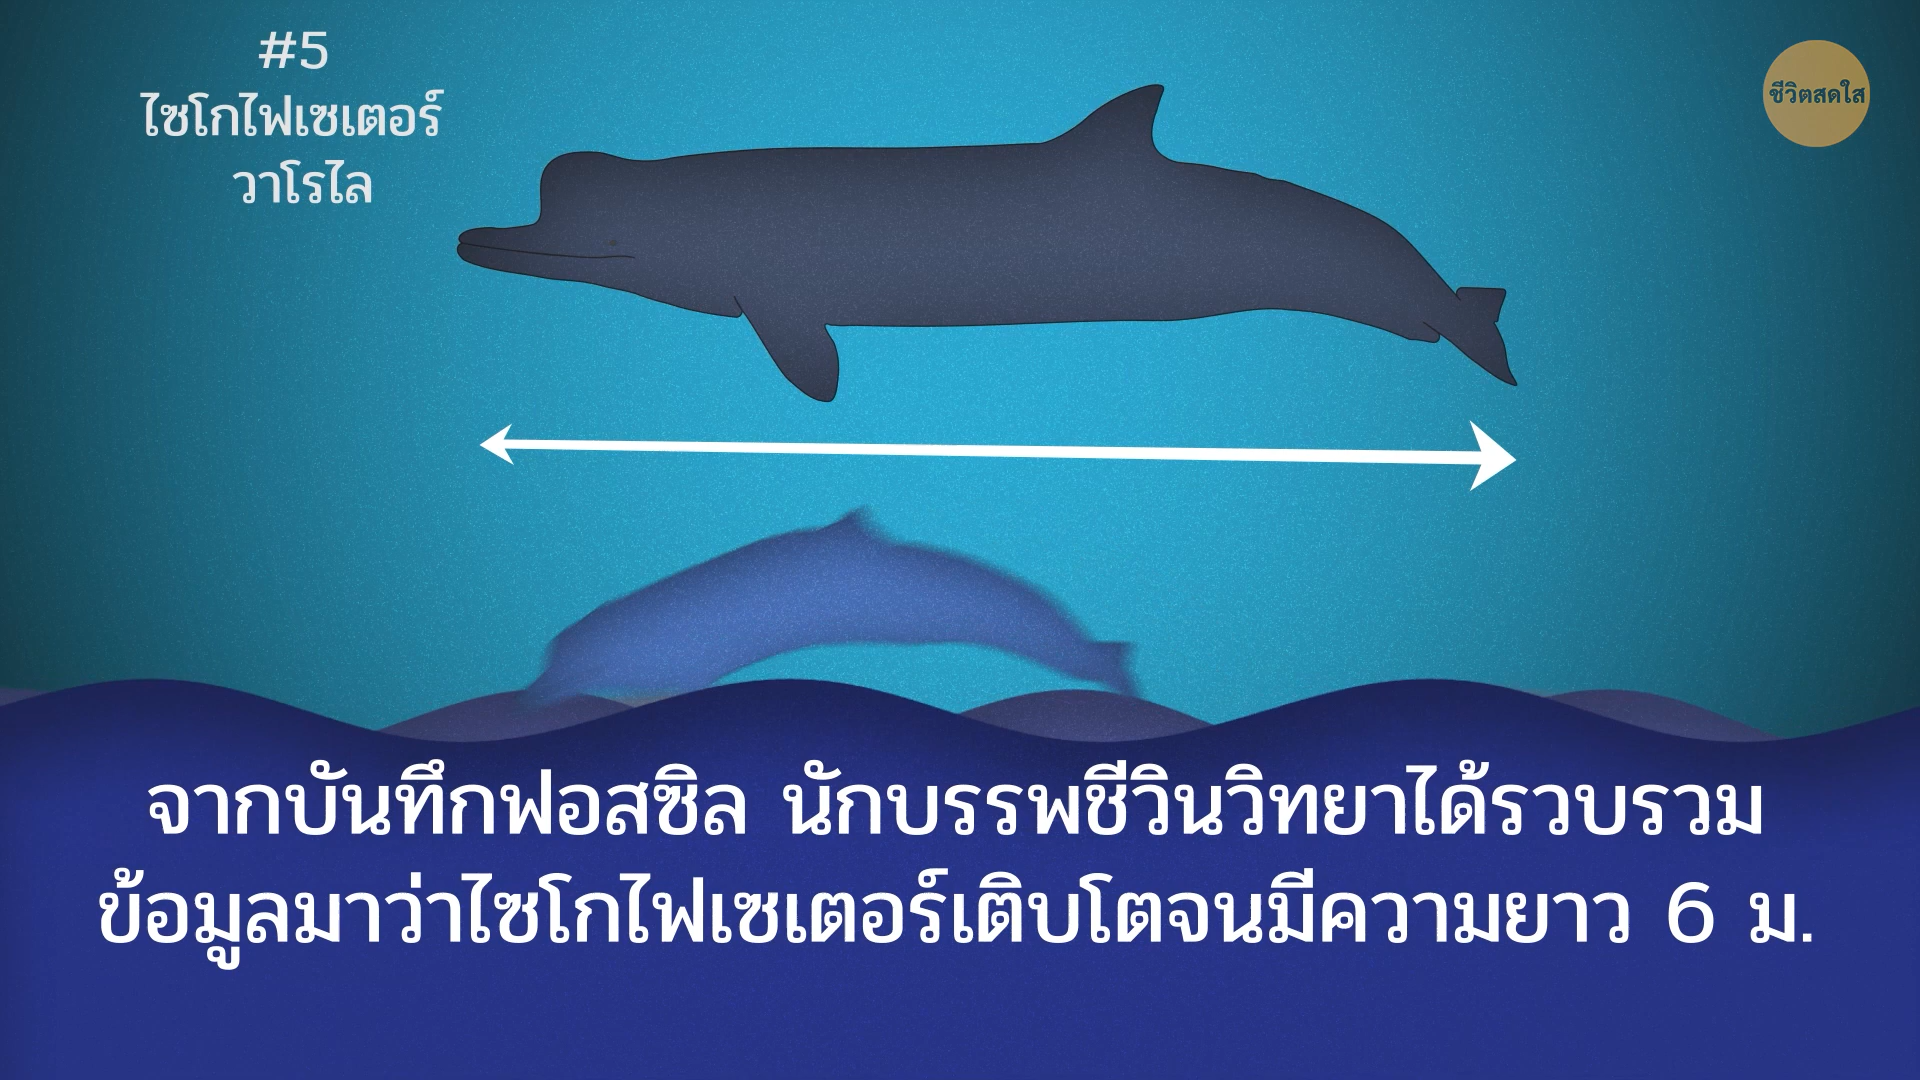 #5
ไซโกไฟเซเตอร์
วาโรไล
ชีวิตสดใส
จากบันทึกฟอสซิล นักบรรพชีวินวิทยาได้รวบรวม
ข้อมูลมาว่าไซโกไฟเซเตอร์เติบโตจนมีความยาว 6 ม.